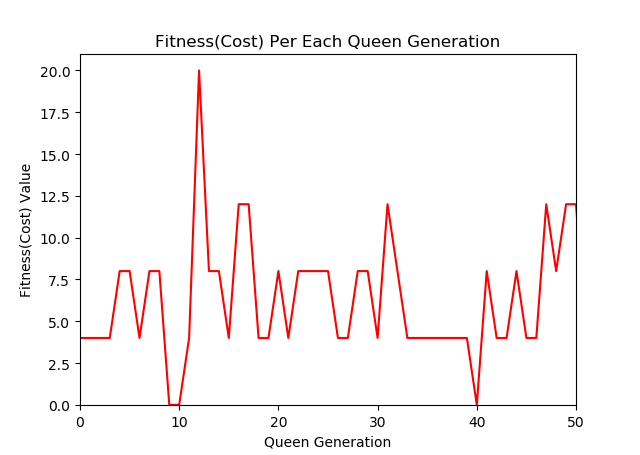 Fitness(Cost) Per Each Queen Generation
20.0
17.5
15.0
12.5
10.0
7.5
5.0
2.5
0.0
Fitness(Cost) Value
0 10 20 30 40 50
Queen Generation